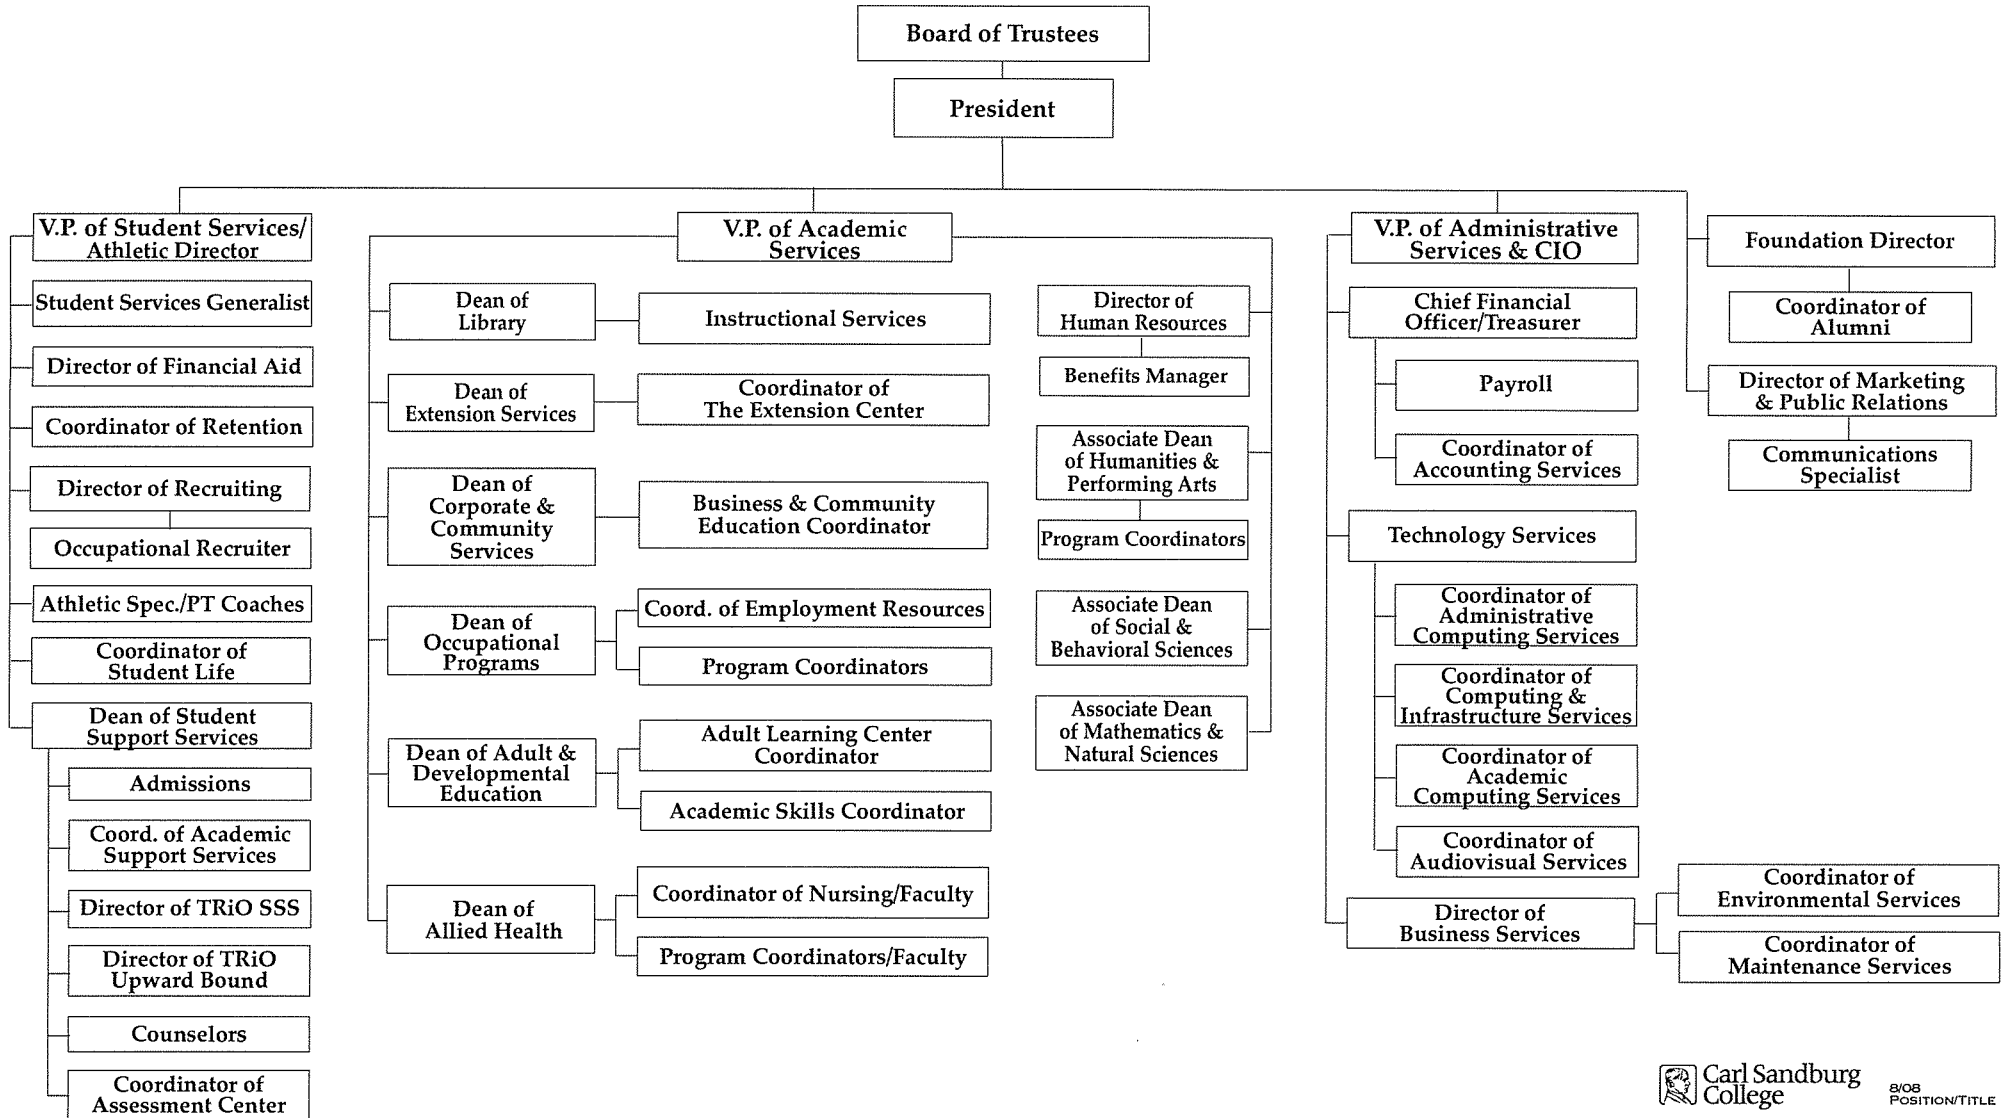 Board of Trustees
President
V.P. of Student Services/
Athletic Director
Student Services Generalist
Director of Financial Aid
Coordinator of Retention
Director of Recruiting
Occupational Recruiter
Athletic Spec./PT Coaches
Coordinator of
Student Life
Dean of Student
Support Services
Admissions
Coord. of Academic
Support Services
Director of TRiO SSS
Director of TRiO
Upward Bound
Counselors
Coordinator of
Assessment Center
V.P. of Academic
Services
Dean of
Library
Instructional Services
Dean of
Extension Services
Coordinator of
The Extension Center
Dean of
Corporate &
Community
Services
Business & Community
Education Coordinator
Dean of
Occupational
Programs
Coord. of Employment Resources
Program Coordinators
Dean of Adult &
Developmental
Education
Adult Learning Center
Coordinator
Academic Skills Coordinator
Dean of
Allied Health
Coordinator of Nursing/Faculty
Program Coordinators/Faculty
Director of
Human Resources
Benefits Manager
Associate Dean
of Humanities &
Performing Arts
Program Coordinators
Associate Dean
of Social &
Behavioral Sciences
Associate Dean
of Mathematics &
Natural Sciences
V.P. of Administrative
Services & CIO
Chief Financial
Officer/Treasurer
Payroll
Coordinator of
Accounting Services
Technology Services
Coordinator of
Administrative
Computing Services
Coordinator of
Computing &
Infrastructure Services
Coordinator of
Academic
Computing Services
Coordinator of
Audiovisual Services
Director of
Business Services
Coordinator of
Environmental Services
Coordinator of
Maintenance Services
Foundation Director
Coordinator of
Alumni
Director of Marketing
& Public Relations
Communications
Specialist
Carl Sandburg
College
8/08
POSITION/TITLE